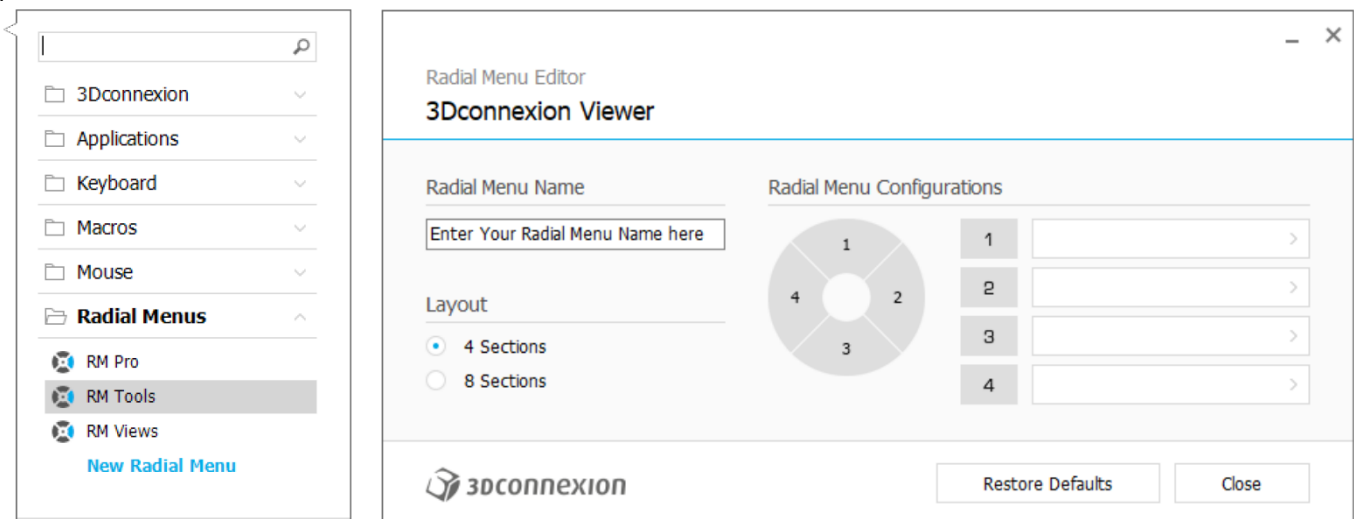 3Dconnexion
Applications
Keyboard
Macros
Mouse
Radial Menus
RM Pro
RM Tools
RM Views
New Radial Menu
Radial Menu Editor
3Dconnexion Viewer
Radial Menu Name
Enter Your Radial Menu Name here
Layout
4 Sections
8 Sections
Radial Menu Configurations
1
4 2
3
1
2
3
4
3Dconnexion
Restore Defaults Close